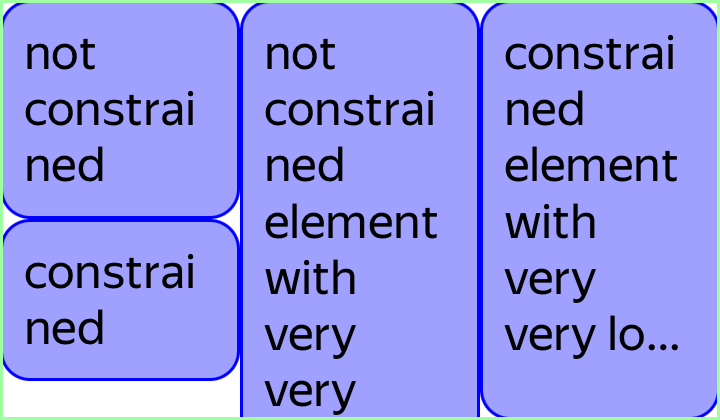 not
constrai
ned
constrai
ned
not
constrai
ned
element
with
very
very
constrai
ned
element
with
very
very lo...